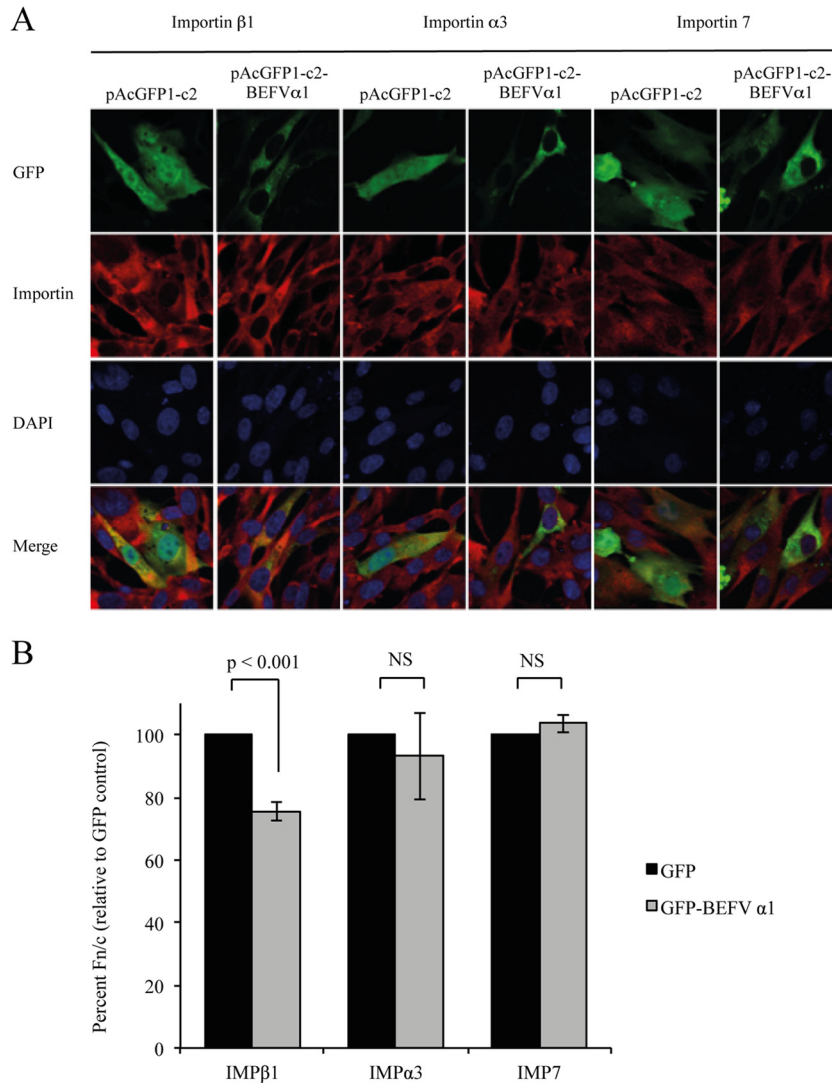 A
Importin β1
Importin α3
Importin 7
pAcGFP1-c2
pAcGFP1-c2-
BEFVα1
pAcGFP1-c2
pAcGFP1-c2-
BEFVα1
pAcGFP1-c2
pAcGFP1-c2-
BEFVα1
GFP
Importin
DAPI
Merge
B
p < 0.001
NS
NS
Percent Fn/c (relative to GFP control)
100
80
60
40
20
0
IMPβ1
IMPα3
IMP7
GFP
GFP-BEFV α1